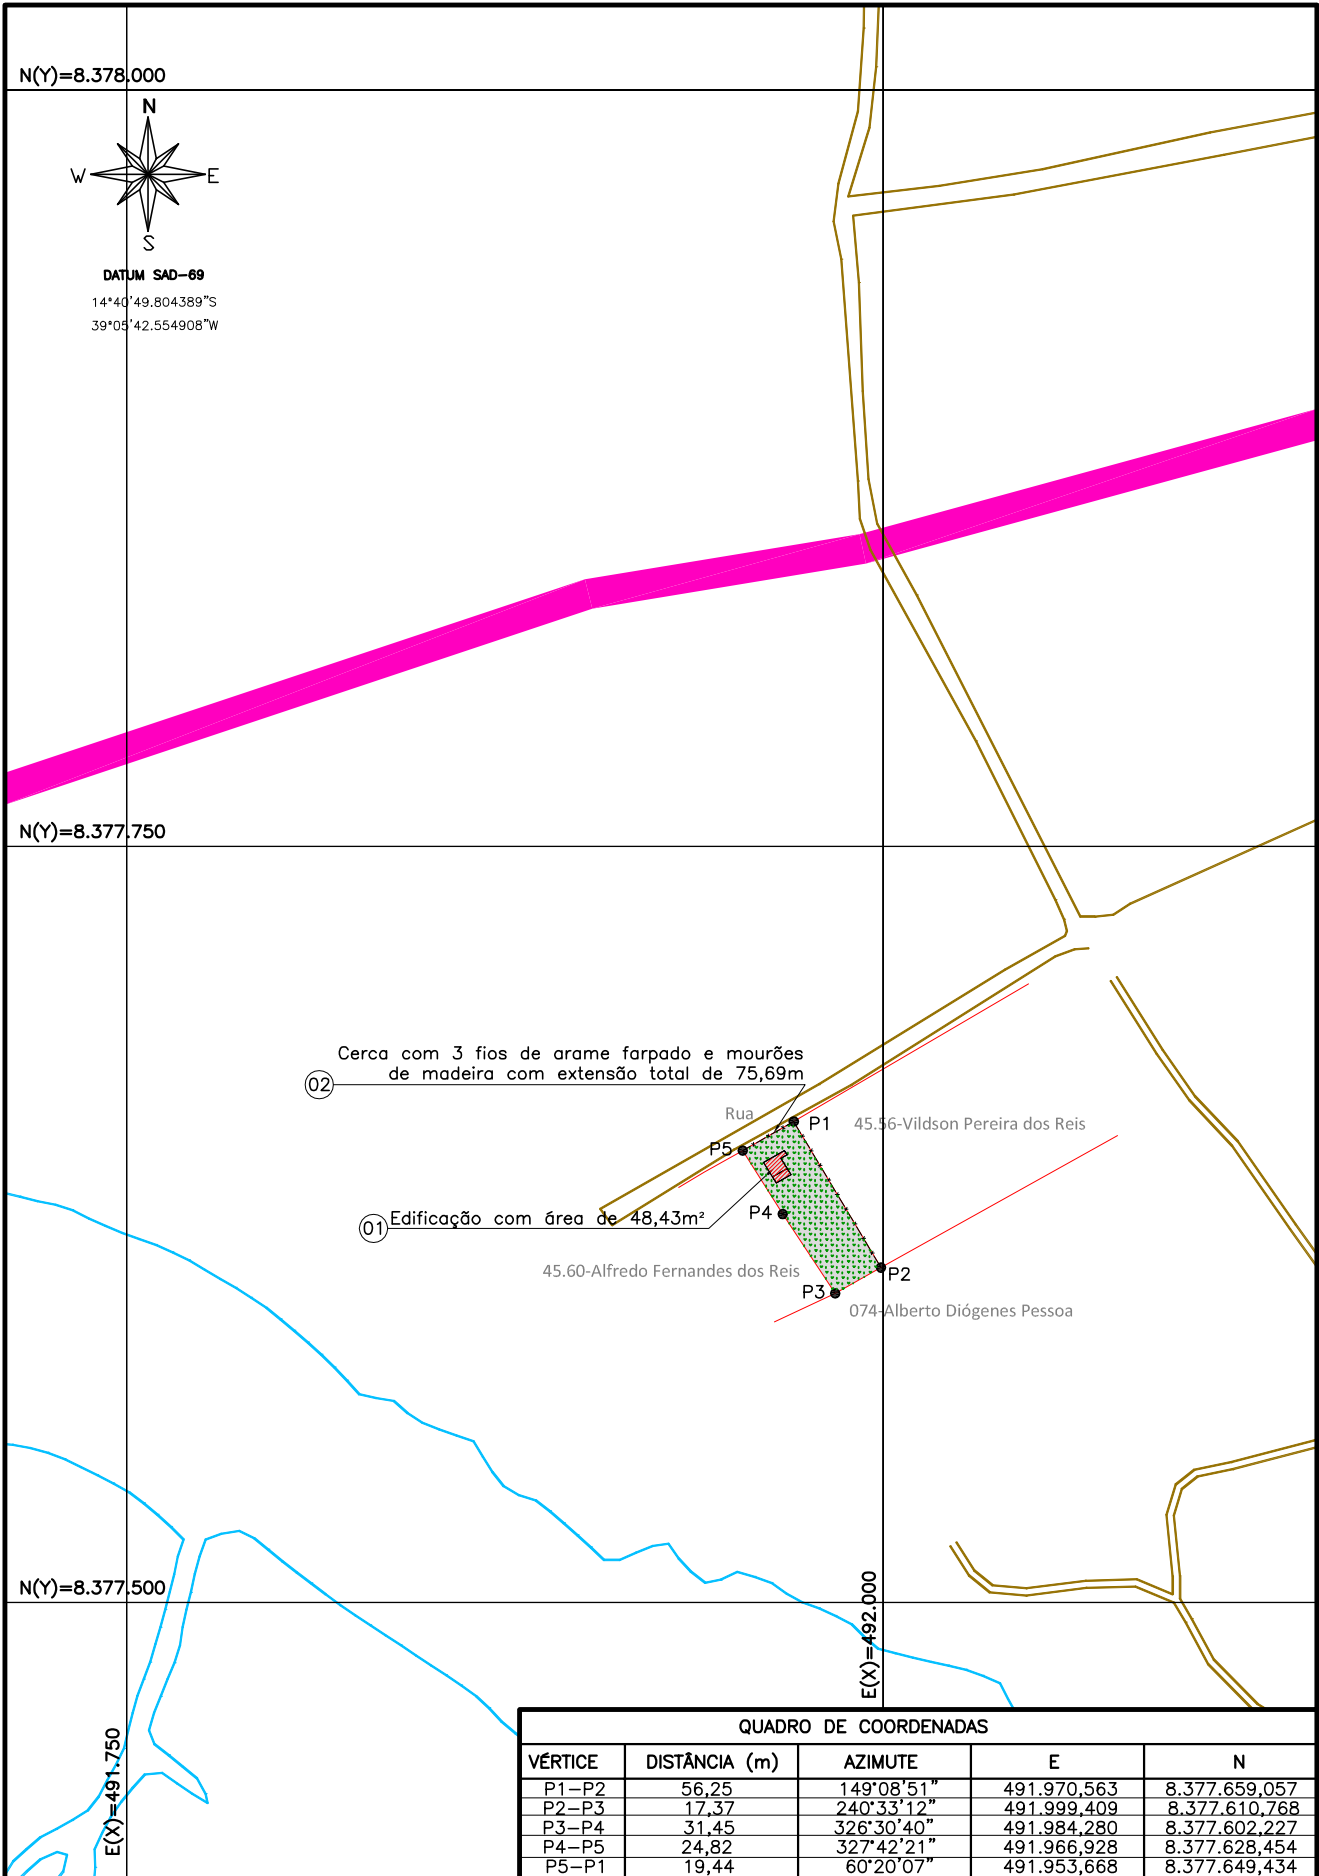 N(Y)=8.378.000
N
W E
S
DATUM SAD-69
14°40'49.804389"S
39°05'42.554908"W
N(Y)=8.377.750
Cerca com 3 fios de arame farpado e mourões
de madeira com extensão total de 75,69m
02
Rua
P1
45.56-Vildson Pereira dos Reis
P5
P4
Edificação com área de 48,43m²
01
45.60-Alfredo Fernandes dos Reis
P2
P3
074-Alberto Diógenes Pessoa
N(Y)=8.377.500
E(X)=492.000
E(X)=491.750
QUADRO DE COORDENADAS
VÉRTICE DISTÂNCIA (m) AZIMUTE E N
P1-P2 56,25 149°08'51" 491.970,563 8.377.659,057
P2-P3 17,37 240°33'12" 491.999,409 8.377.610,768
P3-P4 31,45 326°30'40" 491.984,280 8.377.602,227
P4-P5 24,82 327°42'21" 491.966,928 8.377.628,454
P5-P1 19,44 60°20'07" 491.953,668 8.377.649,434